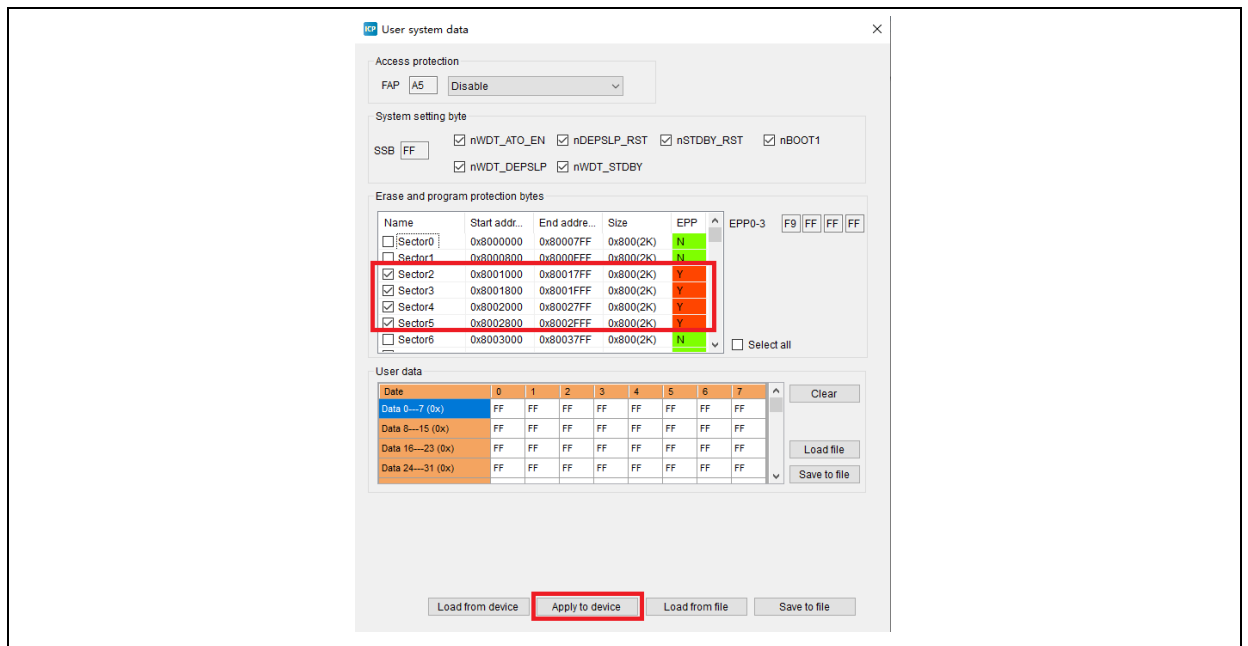 ICP User system data
Access protection
FAP A5 Disable
System setting byte
nWDT_ATO_EN nDEPSLP_RST nSTDBY_RST nBOOT1
SSB FF
nWDT_DEPSLP nWDT_STDBY
Erase and program protection bytes
Name Start addr... End addre... Size EPP EPP0-3 F9 FF FF FF
Sector0 0x8000000 0x80007FF 0x800(2K) N
Sector1 0x8000800 0x8000FFF 0x800(2K) N
Sector2 0x8001000 0x80017FF 0x800(2K) Y
Sector3 0x8001800 0x8001FFF 0x800(2K) Y
Sector4 0x8002000 0x80027FF 0x800(2K) Y
Sector5 0x8002800 0x8002FFF 0x800(2K) Y
Sector6 0x8003000 0x80037FF 0x800(2K) N
Select all
User data
Date 0 1 2 3 4 5 6 7 Clear
Data 0---7 (0x) FF FF FF FF FF FF FF FF
Data 8---15 (0x) FF FF FF FF FF FF FF FF
Data 16---23 (0x) FF FF FF FF FF FF FF FF Load file
Data 24---31 (0x) FF FF FF FF FF FF FF FF Save to file
Load from device Apply to device Load from file Save to file